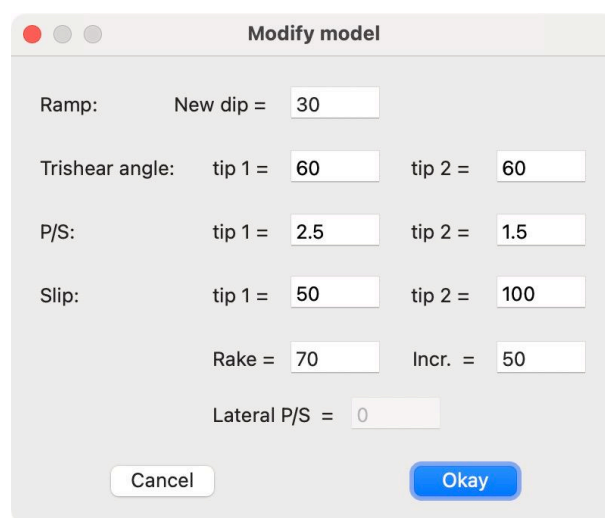 Modify model
Ramp: New dip = 30
Trishear angle: tip 1 = 60 tip 2 = 60
P/S: tip 1 = 2.5 tip 2 = 1.5
Slip: tip 1 = 50 tip 2 = 100
Rake = 70 Incr. = 50
Lateral P/S = 0
Cancel Okay